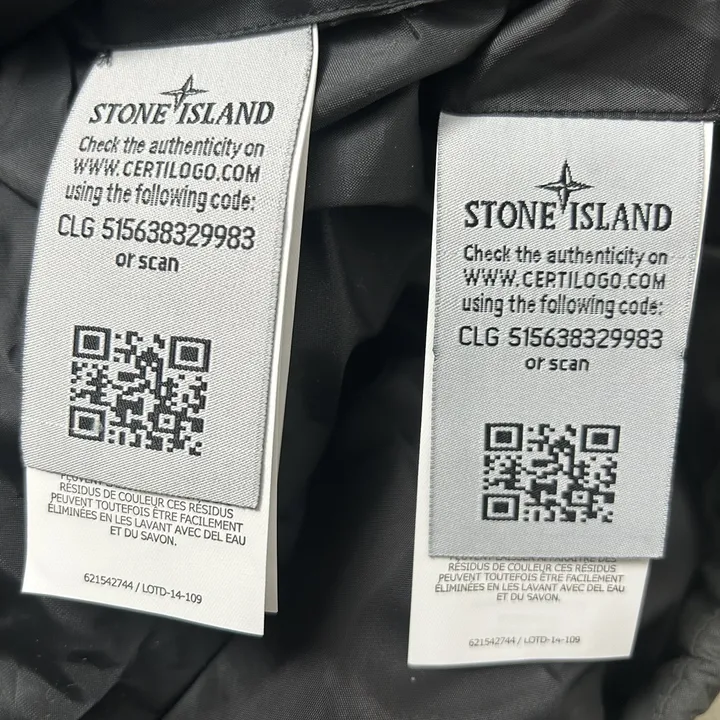 STONE ISLAND
Check the authenticity on
WWW.CERTILOGO.COM
using the following code:
CLG 515638329983
or scan
RÉSIDUS DE COULEUR CES RÉSIDUS
PEUVENT TOUTEFOIS ÊTRE FACILEMENT
ÉLIMINÉES EN LES LAVANT AVEC DEL EAU
ET DU SAVON.
621542744 / LOTD-14-109
STONE ISLAND
Check the authenticity on
WWW.CERTILOGO.COM
using the following code:
CLG 515638329983
or scan
RÉSIDUS DE COULEUR CES RÉSIDUS
PEUVENT TOUTEFOIS ÊTRE FACILEMENT
ÉLIMINÉES EN LES LAVANT AVEC DEL EAU
ET DU SAVON.
621542744 / LOTD-14-109